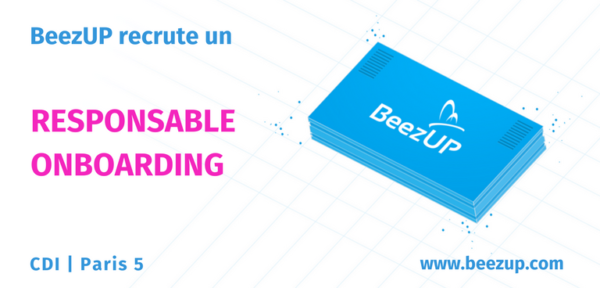 BeezUP recrute un
RESPONSABLE
ONBOARDING
BeezUP
CDI | Paris 5
www.beezup.com